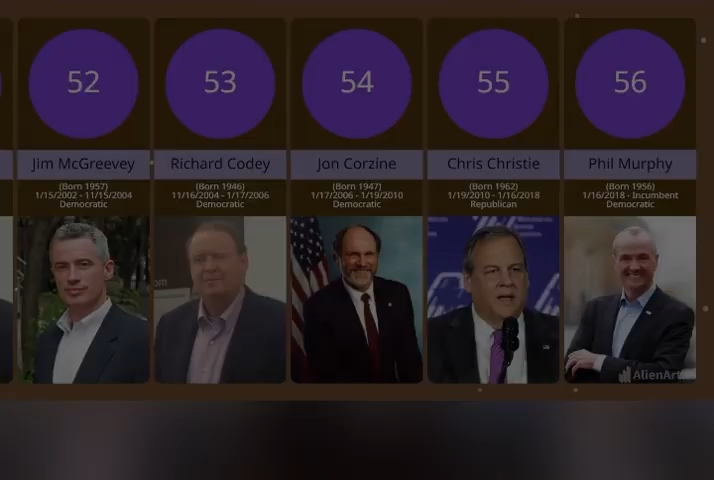 52
Jim McGreevey
(Born 1957)
1/15/2002 - 11/15/2004
Democratic
53
Richard Codey
(Born 1946)
11/16/2004 - 1/17/2006
Democratic
54
Jon Corzine
(Born 1947)
1/17/2006 - 1/19/2010
Democratic
55
Chris Christie
(Born 1962)
1/19/2010 - 1/16/2018
Republican
56
Phil Murphy
(Born 1956)
1/16/2018 - Incumbent
Democratic